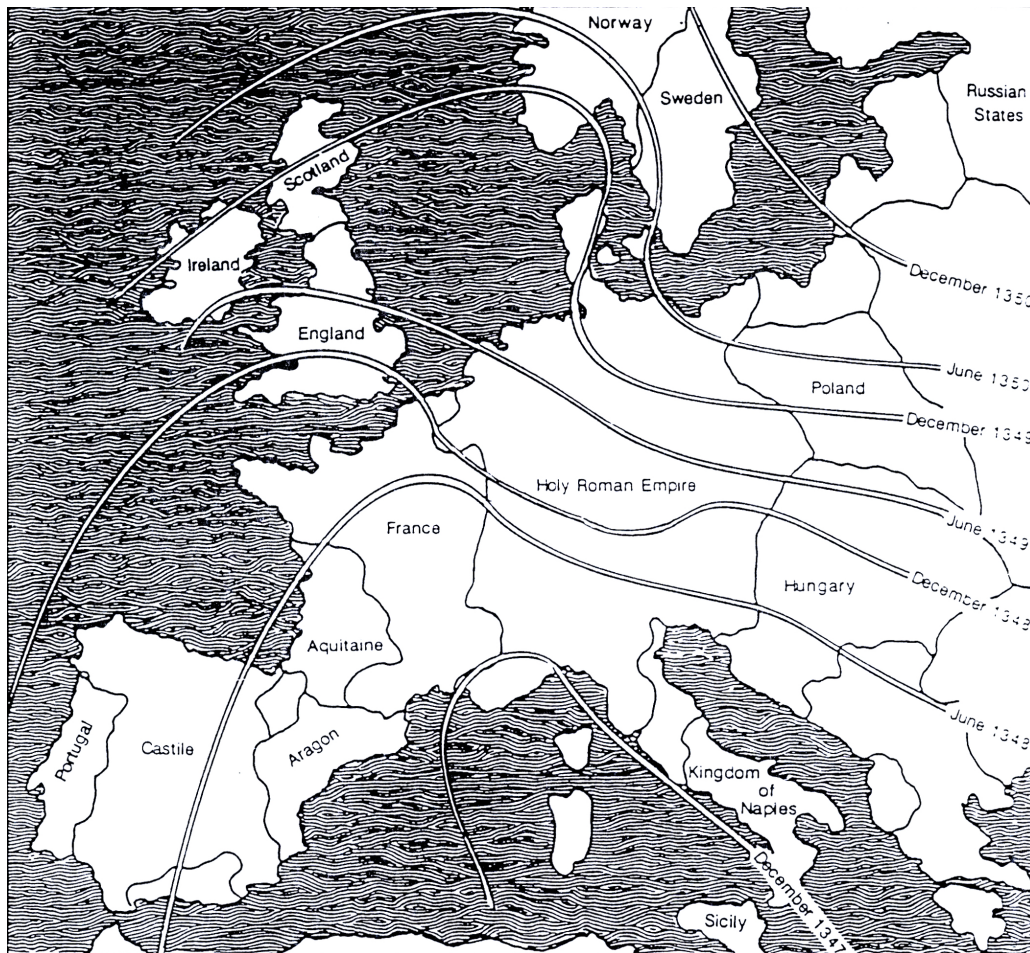 Norway
Sweden
Russian
States
Scotland
Ireland
England
December 1350
June 1350
Poland
December 1349
Holy Roman Empire
June 1349
France
December 1348
Hungary
Aquitaine
June 1348
Portugal
Castile
Aragon
Kingdom
of
Naples
December 1347
Sicily